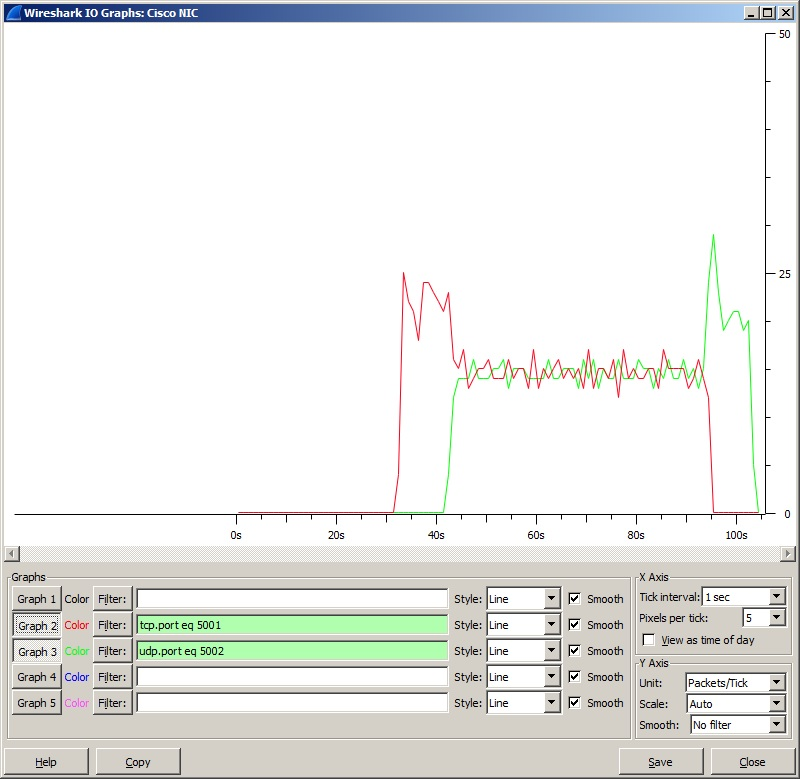 Wireshark IO Graphs: Cisco NIC
50
25
0
0s 20s 40s 60s 80s 100s
Graphs
Graph 1 Color Filter: Style: Line Smooth
Graph 2 Color Filter: tcp.port eq 5001 Style: Line Smooth
Graph 3 Color Filter: udp.port eq 5002 Style: Line Smooth
Graph 4 Color Filter: Style: Line Smooth
Graph 5 Color Filter: Style: Line Smooth
X Axis
Tick interval: 1 sec
Pixels per tick: 5
View as time of day
Y Axis
Unit: Packets/Tick
Scale: Auto
Smooth: No filter
Help Copy Save Close